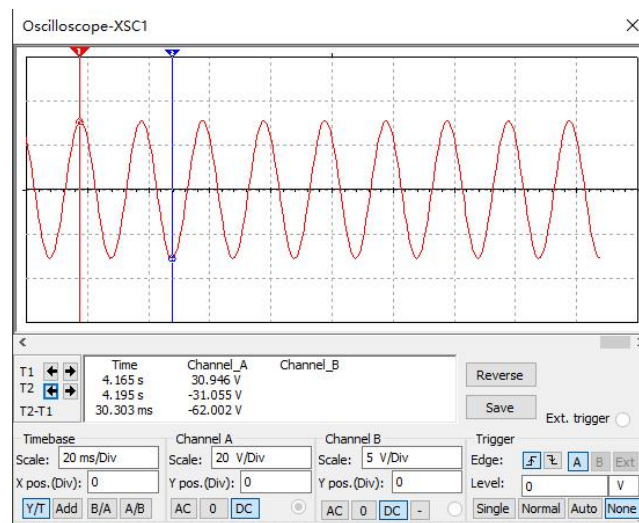 Oscilloscope-XSC1
1
2
Time Channel_A Channel_B
T1 4.165 s 30.946 V
T2 4.195 s -31.055 V
T2-T1 30.303 ms -62.002 V
Reverse
Save
Ext. trigger
Timebase
Scale: 20 ms/Div
X pos.(Div): 0
Y/T Add B/A A/B
Channel A
Scale: 20 V/Div
Y pos.(Div): 0
AC 0 DC
Channel B
Scale: 5 V/Div
Y pos.(Div): 0
AC 0 DC -
Trigger
Edge: A B Ext
Level: 0 V
Single Normal Auto None